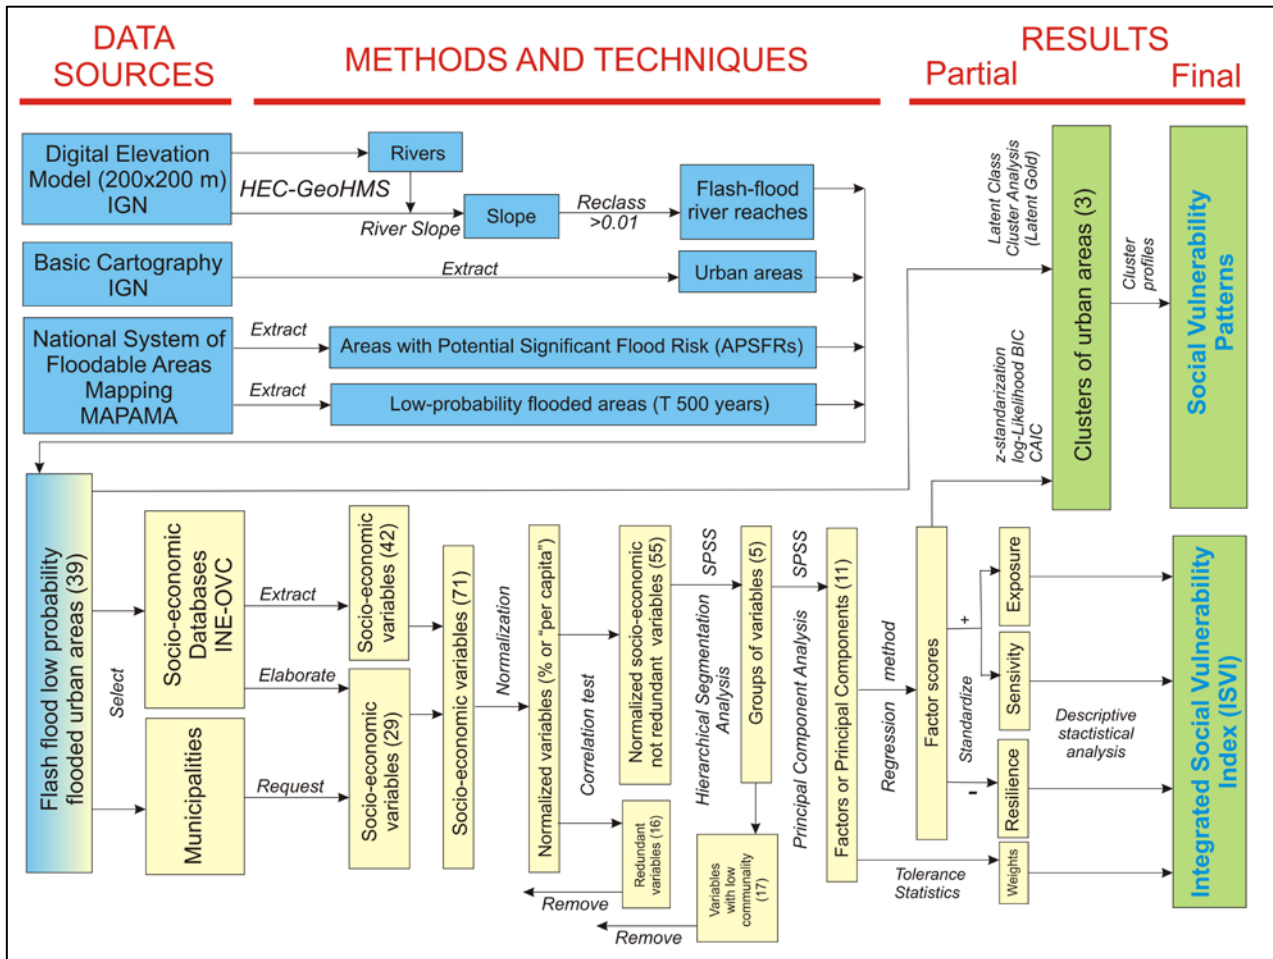 DATA
SOURCES
METHODS AND TECHNIQUES
RESULTS
Partial
Final
Digital Elevation
Model (200x200 m)
IGN
Rivers
HEC-GeoHMS
River Slope
Slope
Reclass
>0.01
Flash-flood
river reaches
Basic Cartography
IGN
Extract
Urban areas
National System of
Floodable Areas
Mapping
MAPAMA
Extract
Areas with Potential Significant Flood Risk (APSFRs)
Extract
Low-probability flooded areas (T 500 years)
Latent Class
Cluster Analysis
(Latent Gold)
z-standarization
log-Likelihood BIC
CAIC
Clusters of urban areas (3)
Cluster
profiles
Social Vulnerability
Patterns
Flash flood low probability
flooded urban areas (39)
Select
Socio-economic
Databases
INE-OVC
Municipalities
Extract
Elaborate
Request
Socio-economic
variables (42)
Socio-economic
variables (29)
Socio-economic variables (71)
Normalization
Normalized variables (% or “per capita”)
Correlation test
Normalized socio-economic
not redundant variables (55)
Redundant
variables (16)
Remove
SPSS
Hierarchical Segmentation
Analysis
Groups of variables (5)
Variables
with low
communality
(17)
Remove
SPSS
Principal Component Analysis
Factors or Principal Components (11)
Regression method
Tolerance
Statistics
Factor scores
Standardize
+
-
Exposure
Sensivity
Resilience
Weights
Descriptive
stactistical
analysis
Integrated Social Vulnerability
Index (ISVI)